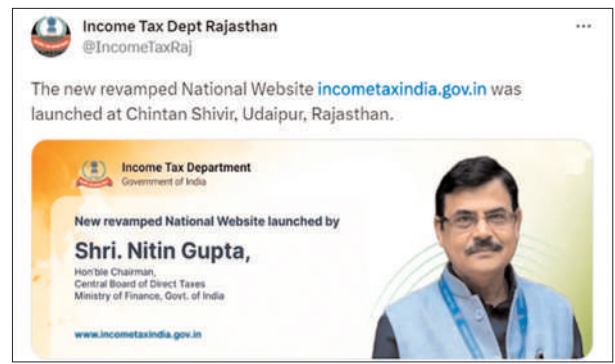 Income Tax Dept Rajasthan
@IncomeTaxRaj
The new revamped National Website incometaxindia.gov.in was
launched at Chintan Shivir, Udaipur, Rajasthan.
Income Tax Department
Government of India
New revamped National Website launched by
Shri. Nitin Gupta,
Hon'ble Chairman,
Central Board of Direct Taxes
Ministry of Finance, Govt. of India
www.incometaxindia.gov.in